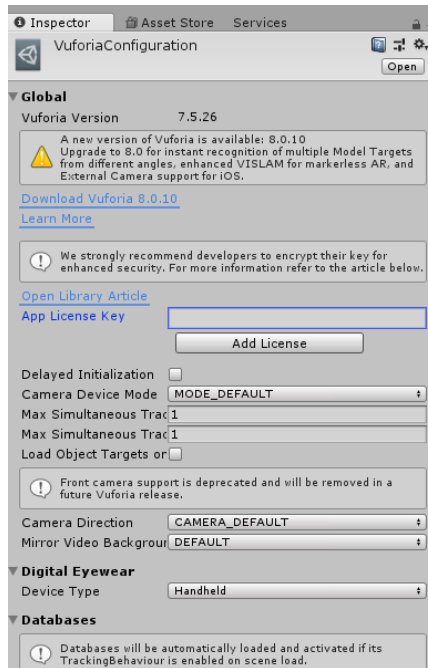 Inspector Asset Store Services
VuforiaConfiguration
Open
Global
Vuforia Version 7.5.26
A new version of Vuforia is available: 8.0.10
Upgrade to 8.0 for instant recognition of multiple Model Targets
from different angles, enhanced VISLAM for markerless AR, and
External Camera support for iOS.
Download Vuforia 8.0.10
Learn More
We strongly recommend developers to encrypt their key for
enhanced security. For more information refer to the article below.
Open Library Article
App License Key
Add License
Delayed Initialization
Camera Device Mode MODE_DEFAULT
Max Simultaneous Trac 1
Max Simultaneous Trac 1
Load Object Targets or
Front camera support is deprecated and will be removed in a
future Vuforia release.
Camera Direction CAMERA_DEFAULT
Mirror Video Backgrour DEFAULT
Digital Eyewear
Device Type Handheld
Databases
Databases will be automatically loaded and activated if its
TrackingBehaviour is enabled on scene load.